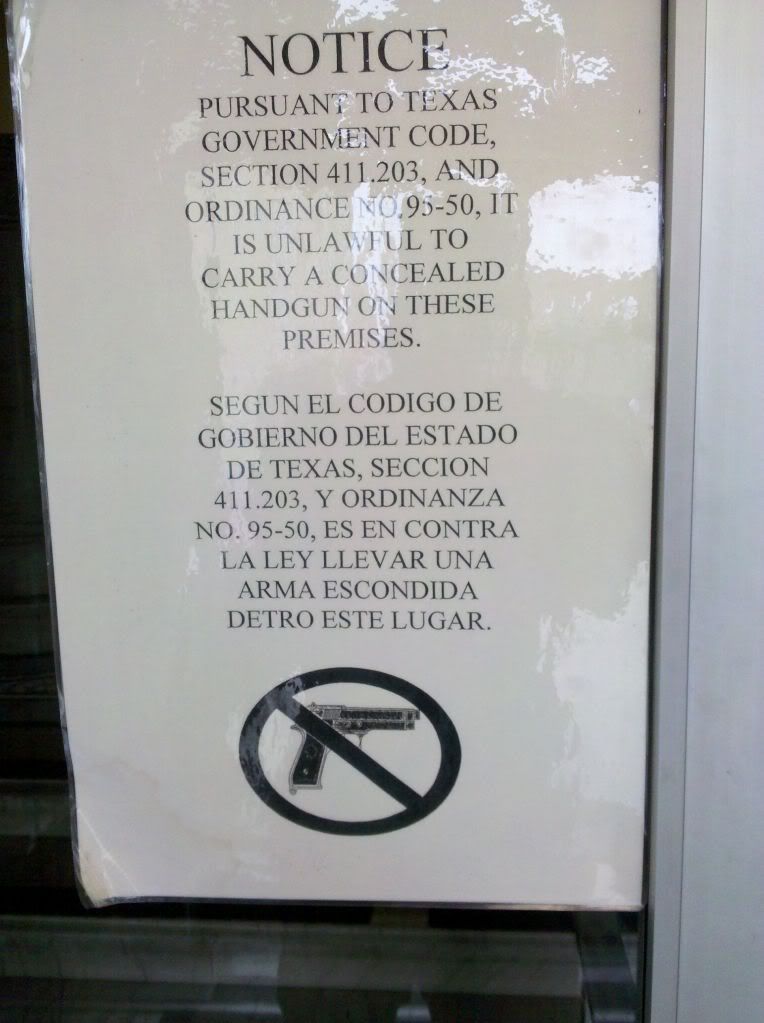 NOTICE
PURSUANT TO TEXAS
GOVERNMENT CODE,
SECTION 411.203, AND
ORDINANCE NO. 95-50, IT
IS UNLAWFUL TO
CARRY A CONCEALED
HANDGUN ON THESE
PREMISES.
SEGUN EL CODIGO DE
GOBIERNO DEL ESTADO
DE TEXAS, SECCION
411.203, Y ORDINANZA
NO. 95-50, ES EN CONTRA
LA LEY LLEVAR UNA
ARMA ESCONDIDA
DETRO ESTE LUGAR.